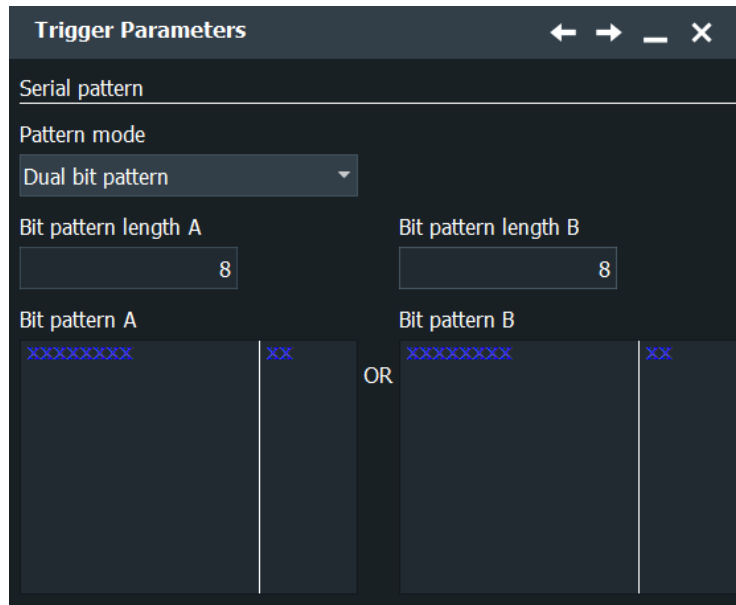 Trigger Parameters
Serial pattern
Pattern mode
Dual bit pattern
Bit pattern length A
Bit pattern length B
8
8
Bit pattern A
Bit pattern B
xxxxxxxx
xx
OR
xxxxxxxx
xx